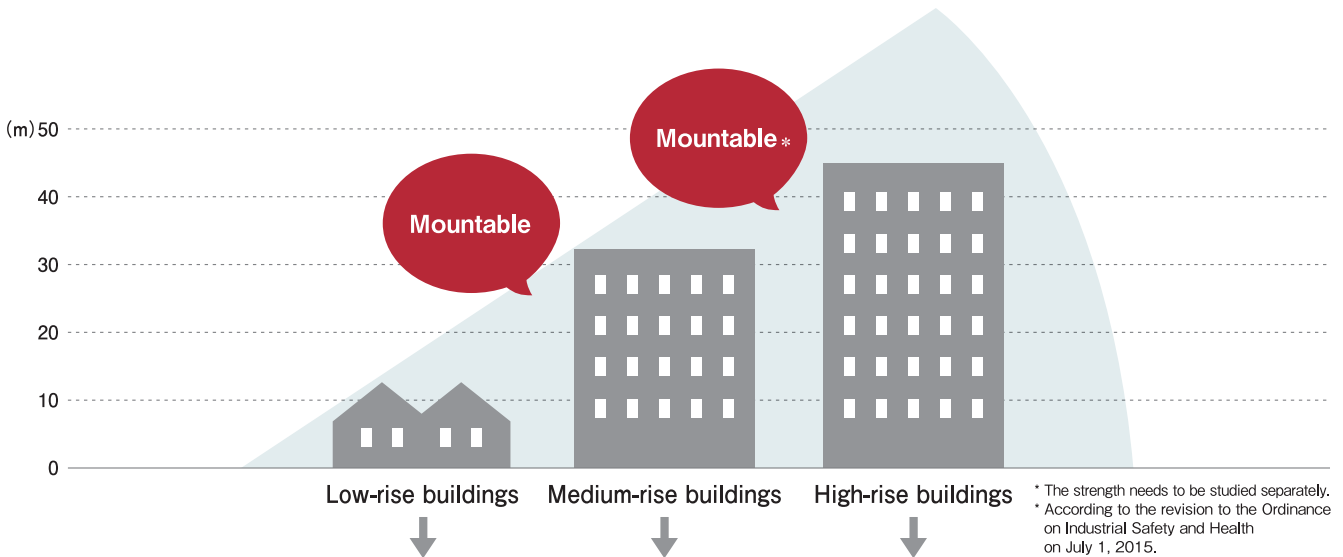 (m) 50
40
30
20
10
0
Mountable
Mountable *
Low-rise buildings
Medium-rise buildings
High-rise buildings
* The strength needs to be studied separately.
* According to the revision to the Ordinance
on Industrial Safety and Health
on July 1, 2015.